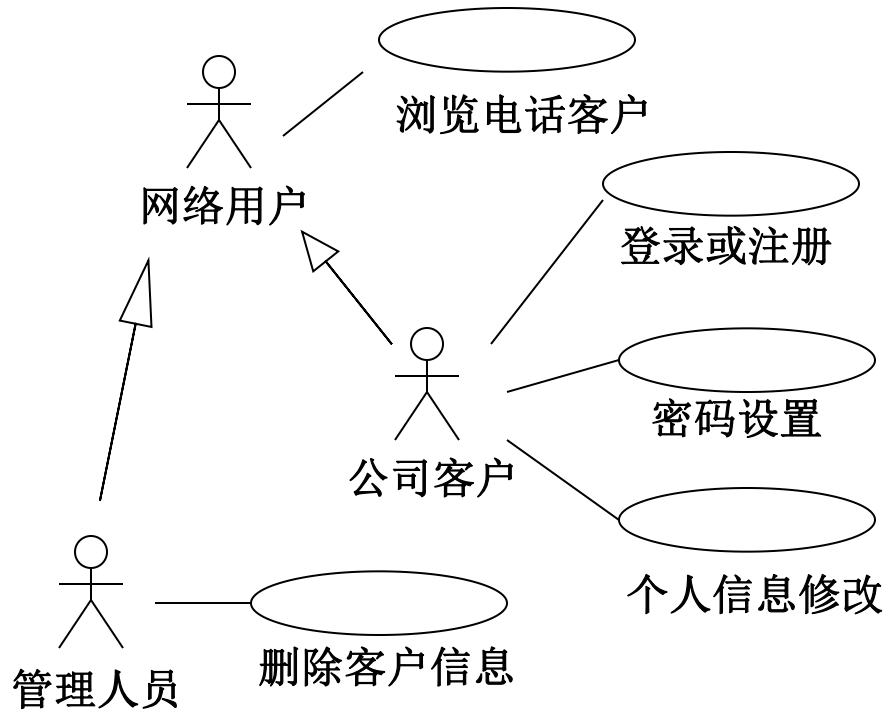 浏览电话客户
网络用户
登录或注册
密码设置
公司客户
个人信息修改
删除客户信息
管理人员